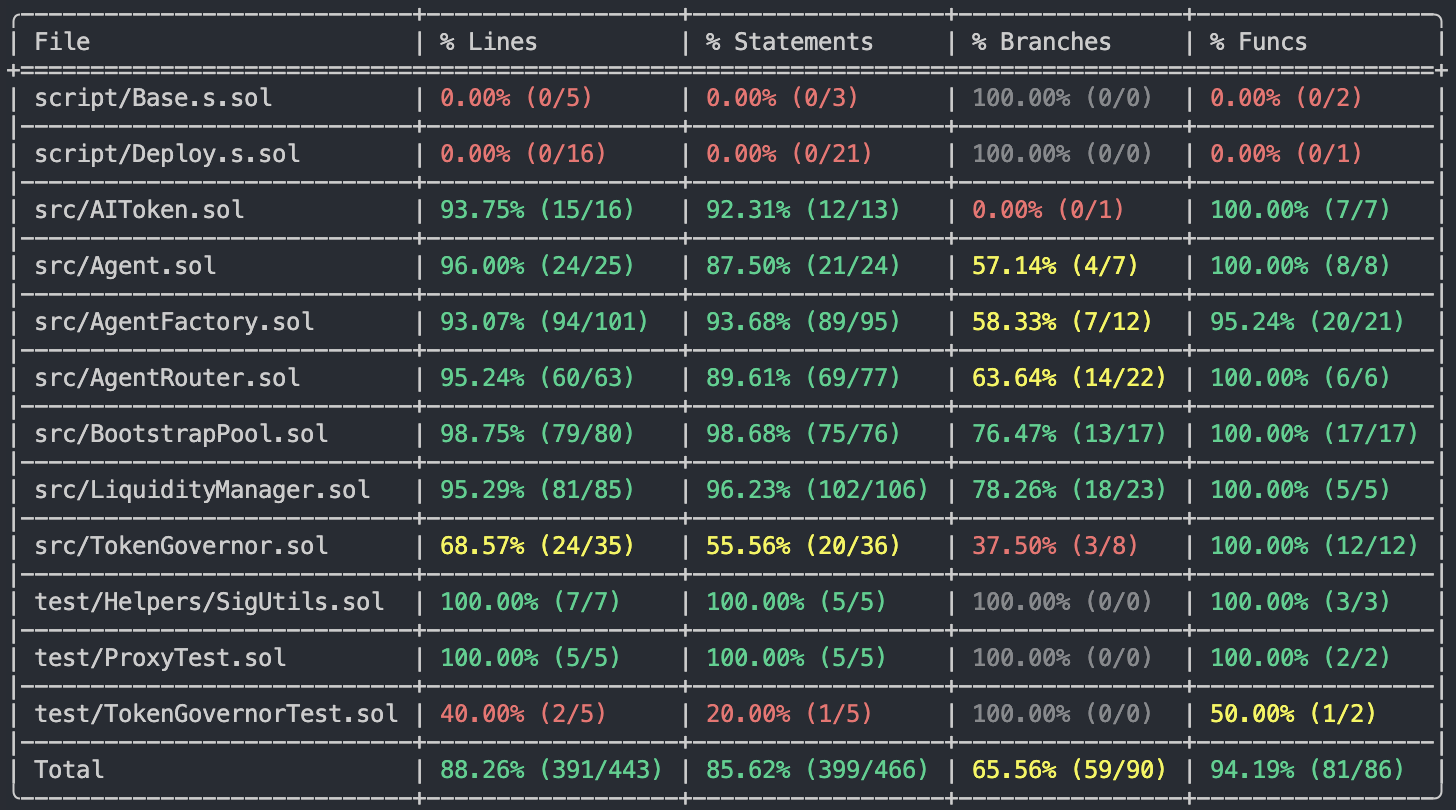 File | % Lines | % Statements | % Branches | % Funcs
script/Base.s.sol | 0.00% (0/5) | 0.00% (0/3) | 100.00% (0/0) | 0.00% (0/2)
script/Deploy.s.sol | 0.00% (0/16) | 0.00% (0/21) | 100.00% (0/0) | 0.00% (0/1)
src/AIToken.sol | 93.75% (15/16) | 92.31% (12/13) | 0.00% (0/1) | 100.00% (7/7)
src/Agent.sol | 96.00% (24/25) | 87.50% (21/24) | 57.14% (4/7) | 100.00% (8/8)
src/AgentFactory.sol | 93.07% (94/101) | 93.68% (89/95) | 58.33% (7/12) | 95.24% (20/21)
src/AgentRouter.sol | 95.24% (60/63) | 89.61% (69/77) | 63.64% (14/22) | 100.00% (6/6)
src/BootstrapPool.sol | 98.75% (79/80) | 98.68% (75/76) | 76.47% (13/17) | 100.00% (17/17)
src/LiquidityManager.sol | 95.29% (81/85) | 96.23% (102/106) | 78.26% (18/23) | 100.00% (5/5)
src/TokenGovernor.sol | 68.57% (24/35) | 55.56% (20/36) | 37.50% (3/8) | 100.00% (12/12)
test/Helpers/SigUtils.sol | 100.00% (7/7) | 100.00% (5/5) | 100.00% (0/0) | 100.00% (3/3)
test/ProxyTest.sol | 100.00% (5/5) | 100.00% (5/5) | 100.00% (0/0) | 100.00% (2/2)
test/TokenGovernorTest.sol | 40.00% (2/5) | 20.00% (1/5) | 100.00% (0/0) | 50.00% (1/2)
Total | 88.26% (391/443) | 85.62% (399/466) | 65.56% (59/90) | 94.19% (81/86)